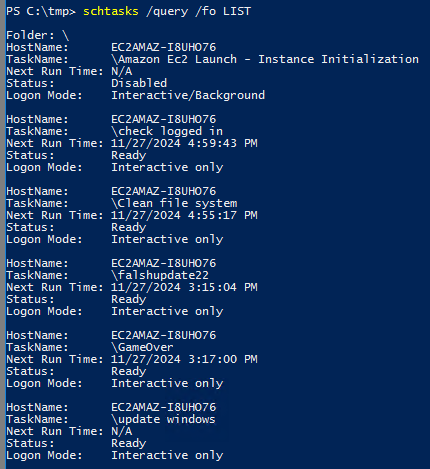 PS C:\tmp> schtasks /query /fo LIST
Folder: \
HostName:      EC2AMAZ-I8UHO76
TaskName:      \Amazon Ec2 Launch - Instance Initialization
Next Run Time: N/A
Status:        Disabled
Logon Mode:    Interactive/Background
HostName:      EC2AMAZ-I8UHO76
TaskName:      \check logged in
Next Run Time: 11/27/2024 4:59:43 PM
Status:        Ready
Logon Mode:    Interactive only
HostName:      EC2AMAZ-I8UHO76
TaskName:      \Clean file system
Next Run Time: 11/27/2024 4:55:17 PM
Status:        Ready
Logon Mode:    Interactive only
HostName:      EC2AMAZ-I8UHO76
TaskName:      \falshupdate22
Next Run Time: 11/27/2024 3:15:04 PM
Status:        Ready
Logon Mode:    Interactive only
HostName:      EC2AMAZ-I8UHO76
TaskName:      \GameOver
Next Run Time: 11/27/2024 3:17:00 PM
Status:        Ready
Logon Mode:    Interactive only
HostName:      EC2AMAZ-I8UHO76
TaskName:      \update windows
Next Run Time: N/A
Status:        Ready
Logon Mode:    Interactive only